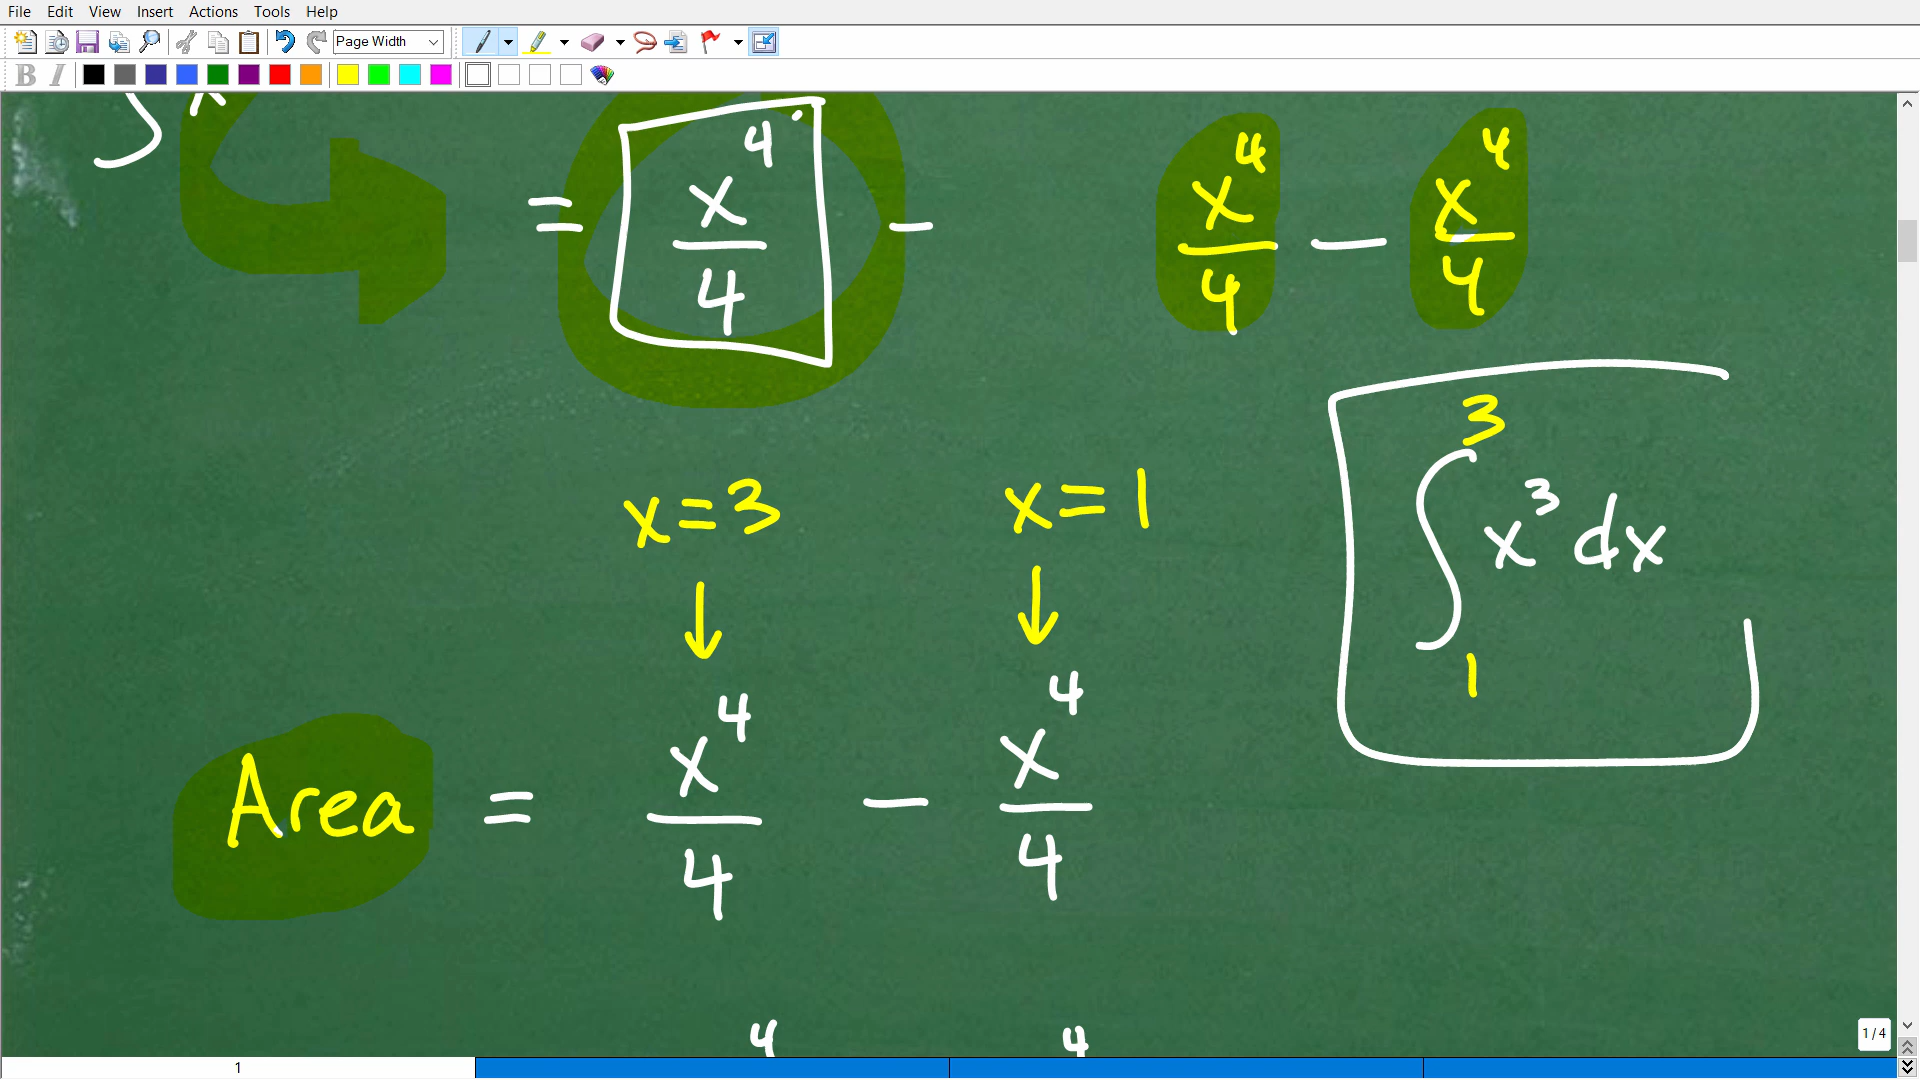 File Edit View Insert Actions Tools Help
Page Width
B I
∫ x
= x⁴/4 -
x⁴/4 - x⁴/4
x=3 x=1
∫₁³ x³ dx
Area = x⁴/4 - x⁴/4
4 4
1/4
1